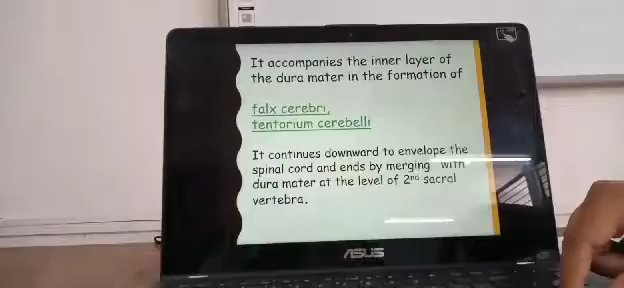 It accompanies the inner layer of
the dura mater in the formation of
falx cerebri,
tentorium cerebelli
It continues downward to envelope the
spinal cord and ends by merging with
dura mater at the level of 2nd sacral
vertebra.
ASUS